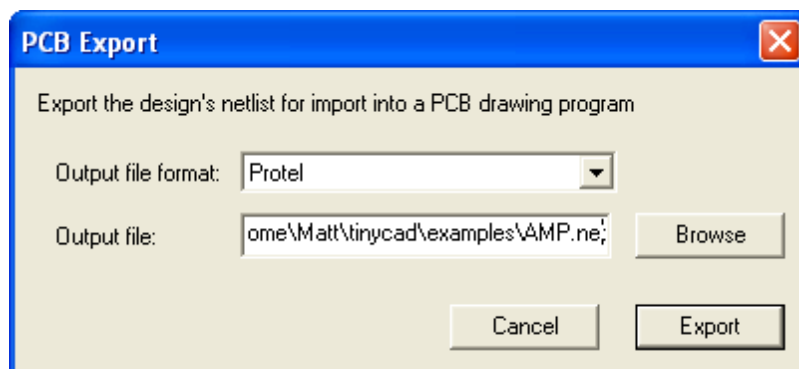 PCB Export
Export the design's netlist for import into a PCB drawing program
Output file format: Protel
Output file: ome\Matt\tinycad\examples\AMP.ne Browse
Cancel Export